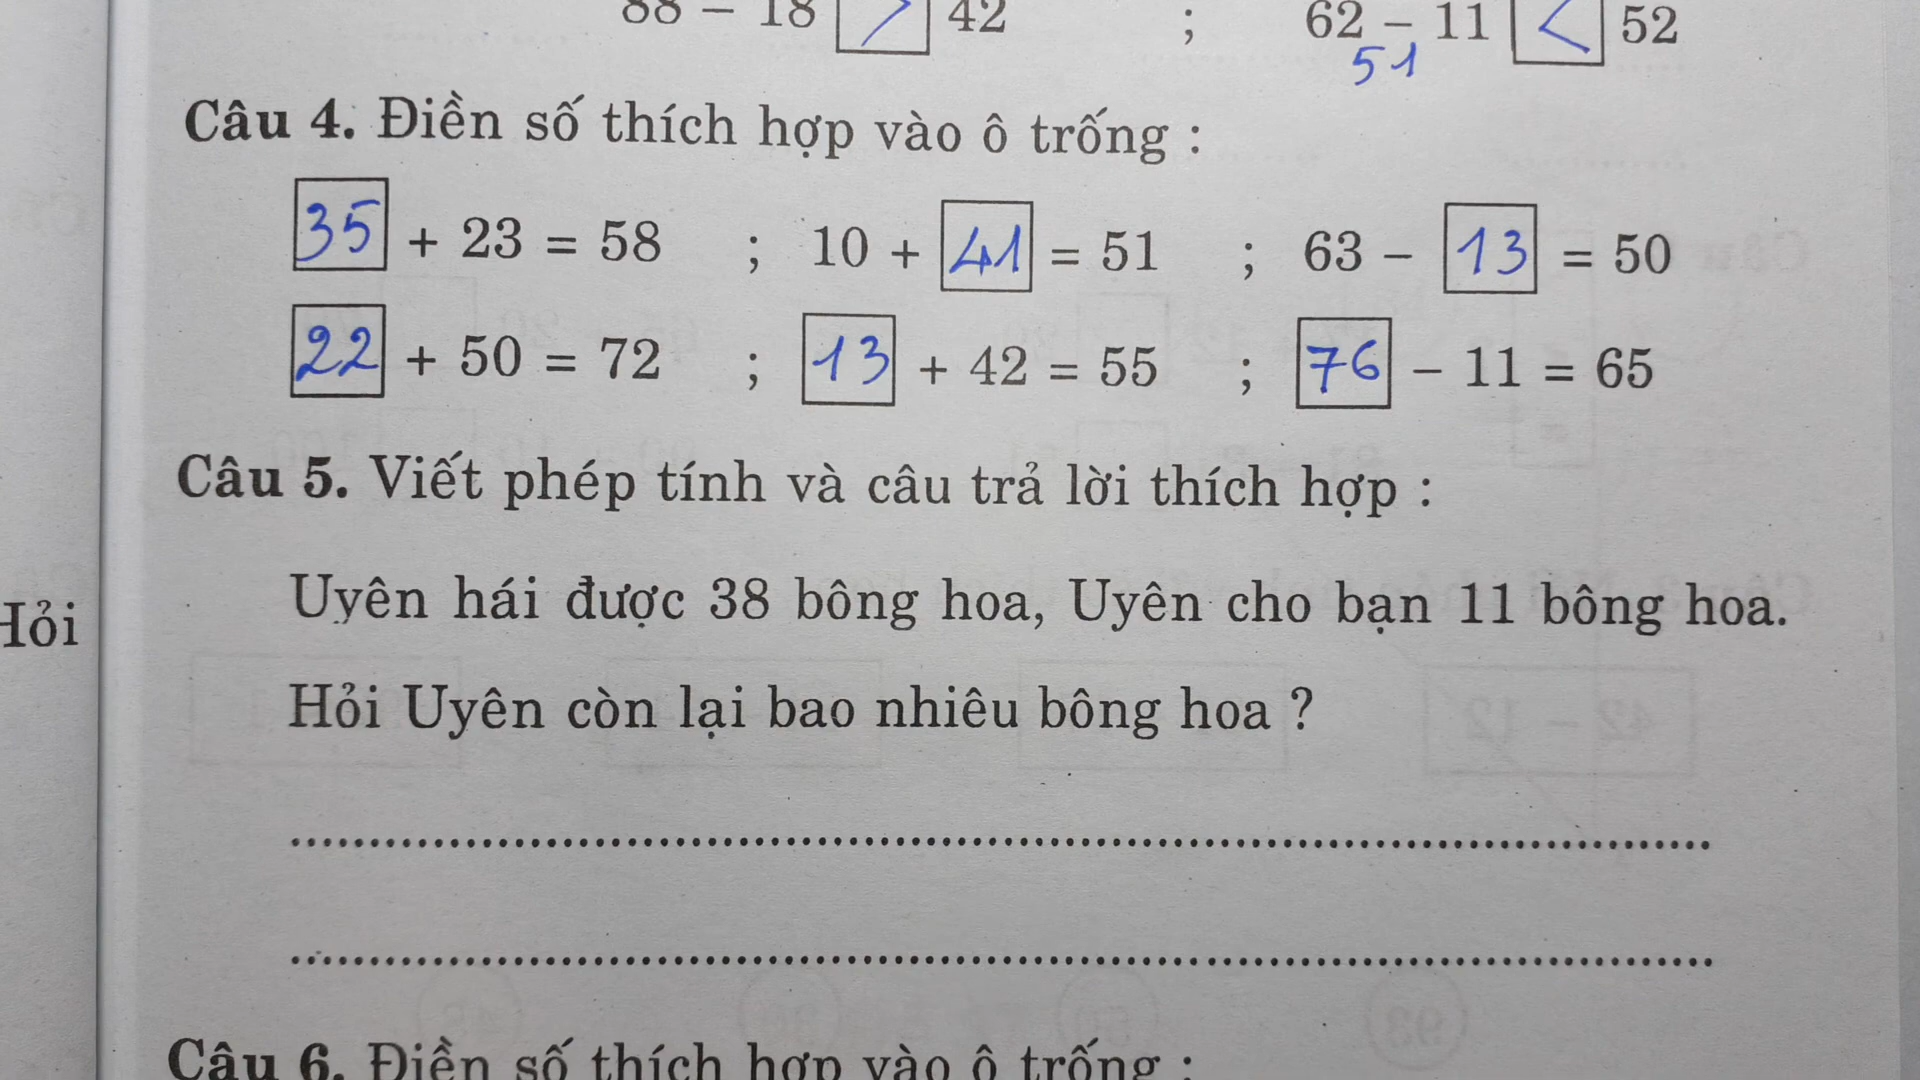 88 – 18 > 42 ; 62 – 11 < 52
51
Câu 4. Điền số thích hợp vào ô trống :
35 + 23 = 58 ; 10 + 41 = 51 ; 63 – 13 = 50
22 + 50 = 72 ; 13 + 42 = 55 ; 76 – 11 = 65
Câu 5. Viết phép tính và câu trả lời thích hợp :
Uyên hái được 38 bông hoa, Uyên cho bạn 11 bông hoa.
Hỏi
Hỏi Uyên còn lại bao nhiêu bông hoa ?
Câu 6. Điền số thích hợp vào ô trống :